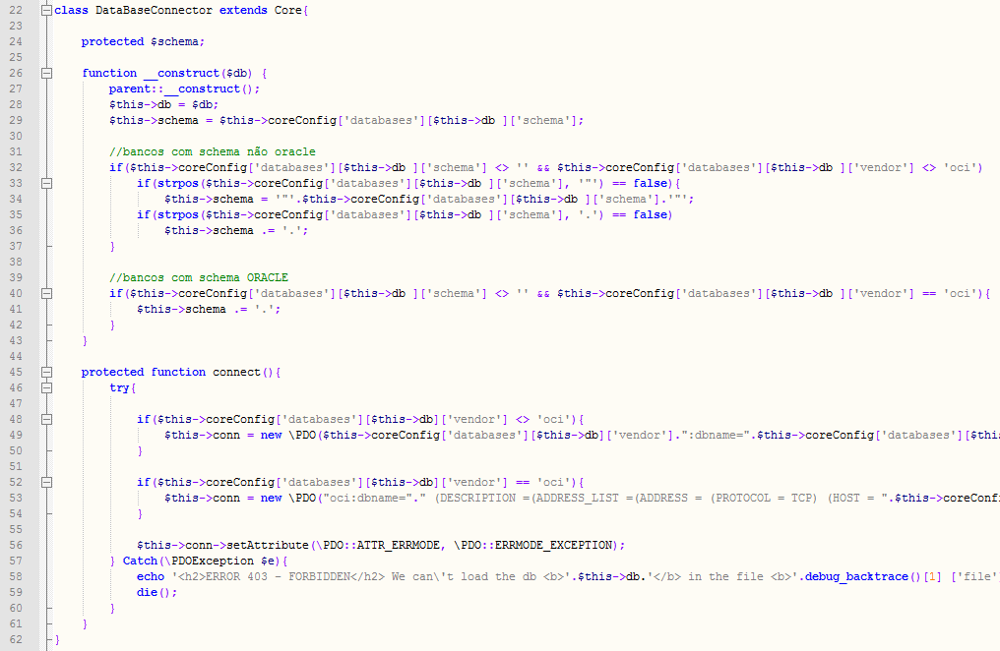 22 class DataBaseConnector extends Core{
23
24 protected $schema;
25
26 function __construct($db) {
27 parent::__construct();
28 $this->db = $db;
29 $this->schema = $this->coreConfig['databases'][$this->db ]['schema'];
30
31 //bancos com schema não oracle
32 if($this->coreConfig['databases'][$this->db ]['schema'] <> '' && $this->coreConfig['databases'][$this->db ]['vendor'] <> 'oci')
33 if(strpos($this->coreConfig['databases'][$this->db ]['schema'], '"') == false){
34 $this->schema = '"'.$this->coreConfig['databases'][$this->db ]['schema'].'"';
35 if(strpos($this->coreConfig['databases'][$this->db ]['schema'], '.') == false)
36 $this->schema .= '.';
37 }
38
39 //bancos com schema ORACLE
40 if($this->coreConfig['databases'][$this->db ]['schema'] <> '' && $this->coreConfig['databases'][$this->db ]['vendor'] == 'oci'){
41 $this->schema .= '.';
42 }
43 }
44
45 protected function connect(){
46 try{
47
48 if($this->coreConfig['databases'][$this->db]['vendor'] <> 'oci'){
49 $this->conn = new \PDO($this->coreConfig['databases'][$this->db]['vendor'].":dbname=".$this->coreConfig['databases'][$this
50 }
51
52 if($this->coreConfig['databases'][$this->db]['vendor'] == 'oci'){
53 $this->conn = new \PDO("oci:dbname="." (DESCRIPTION =(ADDRESS_LIST =(ADDRESS = (PROTOCOL = TCP) (HOST = ".$this->coreConf
54 }
55
56 $this->conn->setAttribute(\PDO::ATTR_ERRMODE, \PDO::ERRMODE_EXCEPTION);
57 } Catch(\PDOException $e){
58 echo '<h2>ERROR 403 - FORBIDDEN</h2> We can\'t load the db <b>'.$this->db.'</b> in the file <b>'.debug_backtrace()[1] ['file'
59 die();
60 }
61 }
62 }